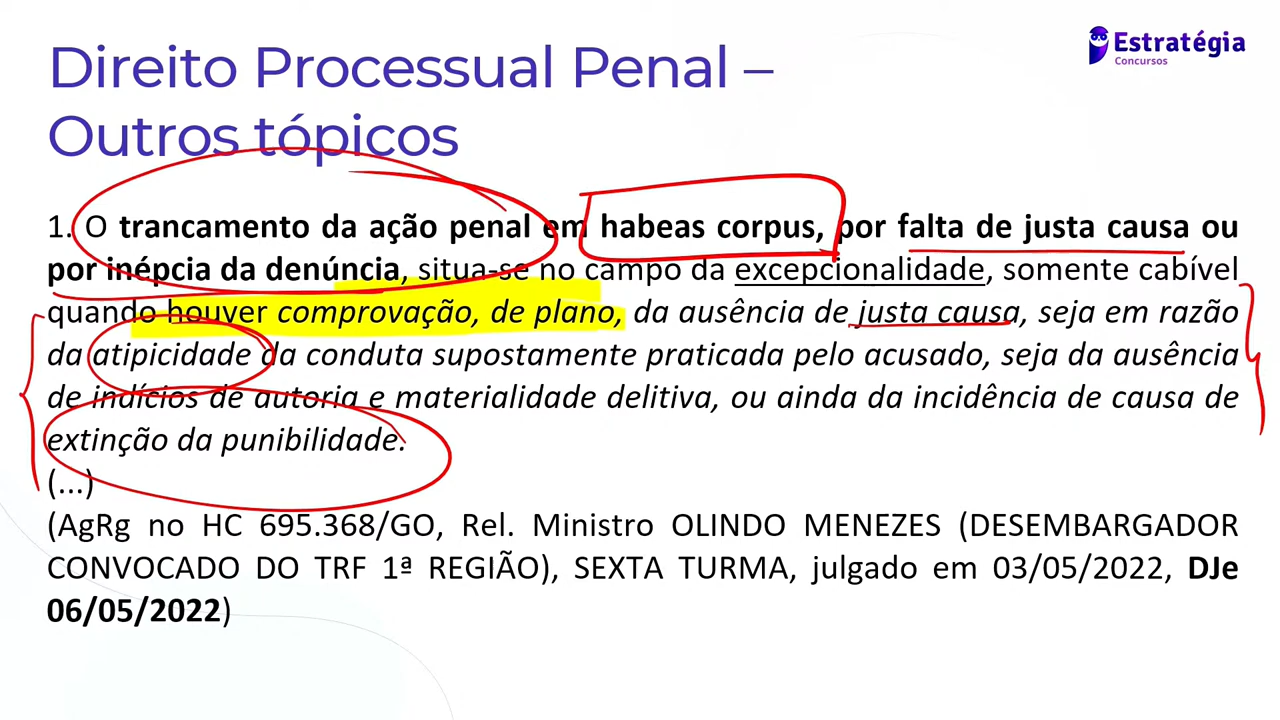 Direito Processual Penal –
Outros tópicos
Estratégia
Concursos
1. O trancamento da ação penal em habeas corpus, por falta de justa causa ou
por inépcia da denúncia, situa-se no campo da excepcionalidade, somente cabível
quando houver comprovação, de plano, da ausência de justa causa, seja em razão
da atipicidade da conduta supostamente praticada pelo acusado, seja da ausência
de indícios de autoria e materialidade delitiva, ou ainda da incidência de causa de
extinção da punibilidade.
(...)
(AgRg no HC 695.368/GO, Rel. Ministro OLINDO MENEZES (DESEMBARGADOR
CONVOCADO DO TRF 1ª REGIÃO), SEXTA TURMA, julgado em 03/05/2022, DJe
06/05/2022)